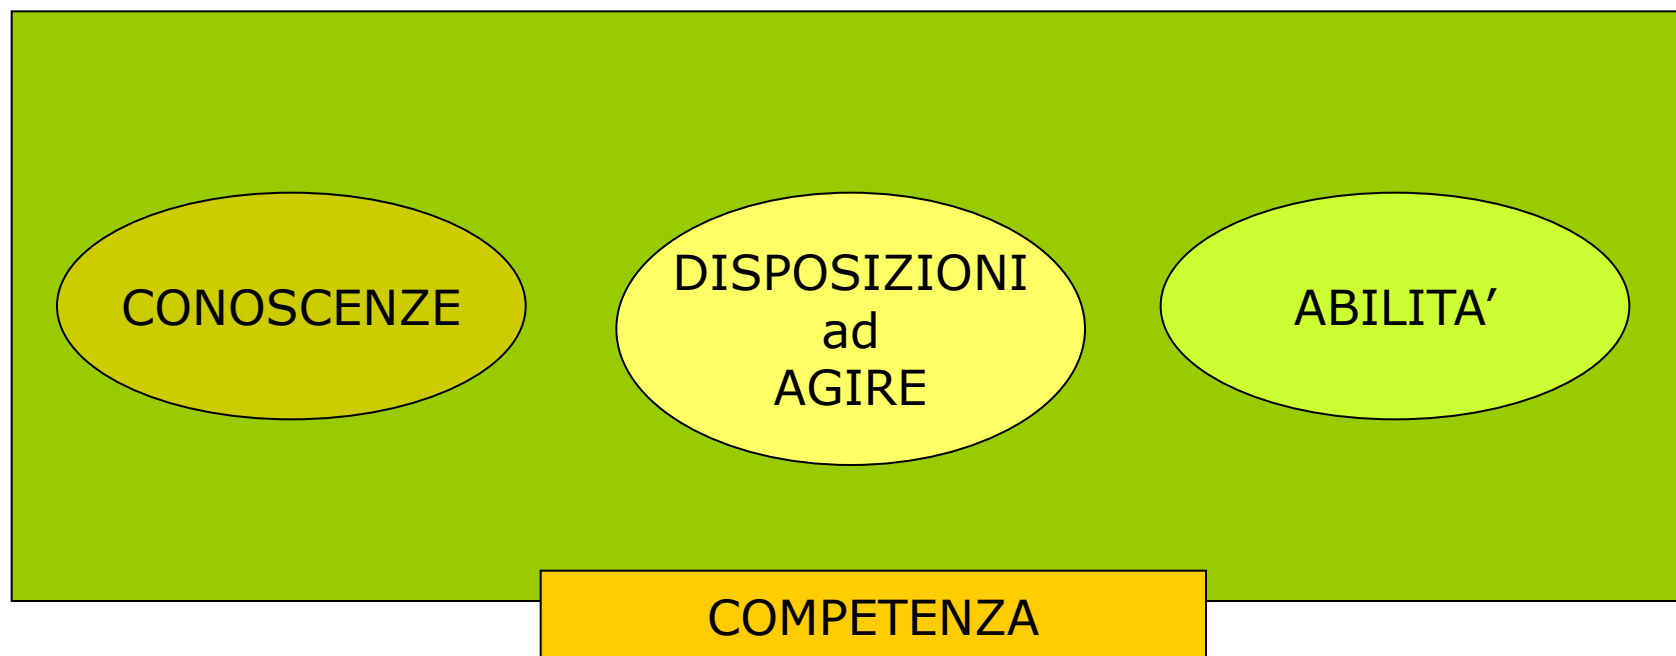 CONOSCENZE
DISPOSIZIONI
ad
AGIRE
ABILITA’
COMPETENZA